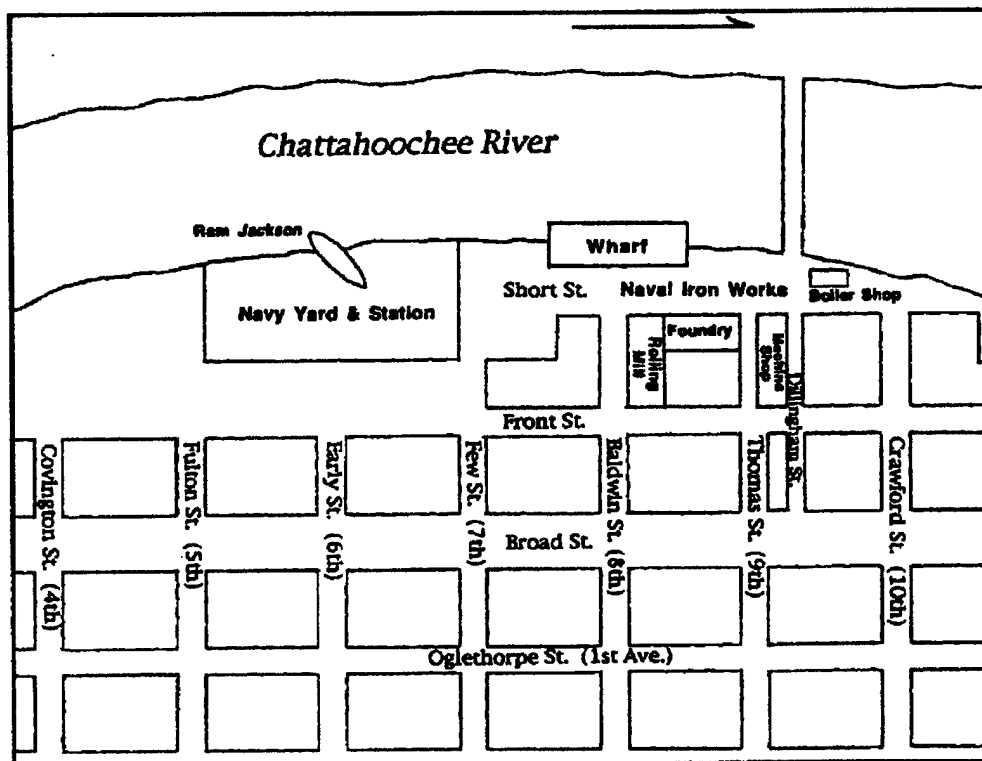 Chattahoochee River
Ram Jackson
Wharf
Navy Yard & Station
Short St.
Naval Iron Works
Boiler Shop
Foundry
Rolling
Mill
Machine
Shop
Dillingham St.
Front St.
Covington St. (4th)
Fulton St. (5th)
Early St. (6th)
Few St. (7th)
Baldwin St. (8th)
Thomas St. (9th)
Crawford St. (10th)
Broad St.
Oglethorpe St. (1st Ave.)